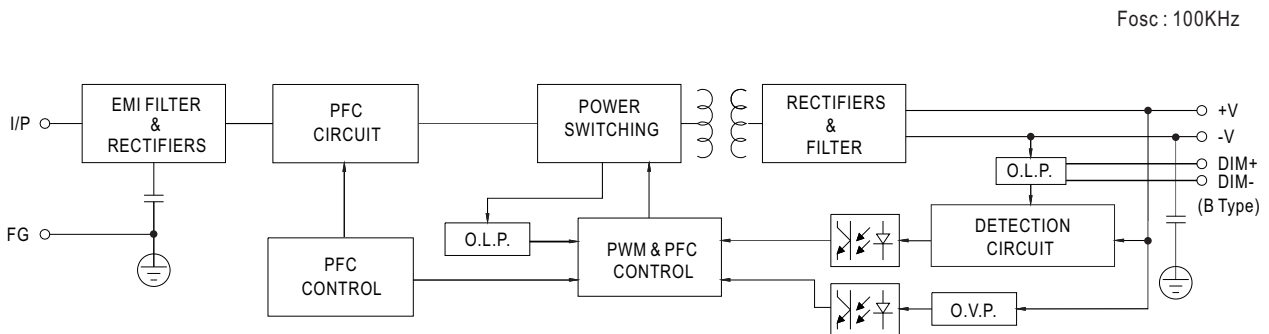 Fosc : 100KHz
I/P
EMI FILTER
&
RECTIFIERS
PFC
CIRCUIT
POWER
SWITCHING
RECTIFIERS
&
FILTER
+V
-V
O.L.P.
DIM+
DIM-
(B Type)
FG
O.L.P.
PFC
CONTROL
PWM & PFC
CONTROL
DETECTION
CIRCUIT
O.V.P.